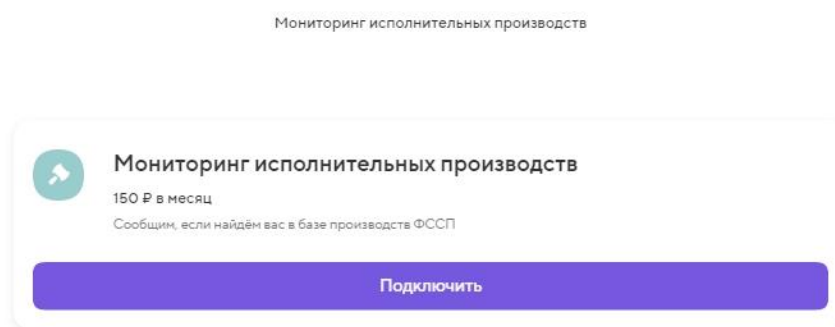 Мониторинг исполнительных производств
Мониторинг исполнительных производств
150 ₽ в месяц
Сообщим, если найдём вас в базе производств ФССП
Подключить